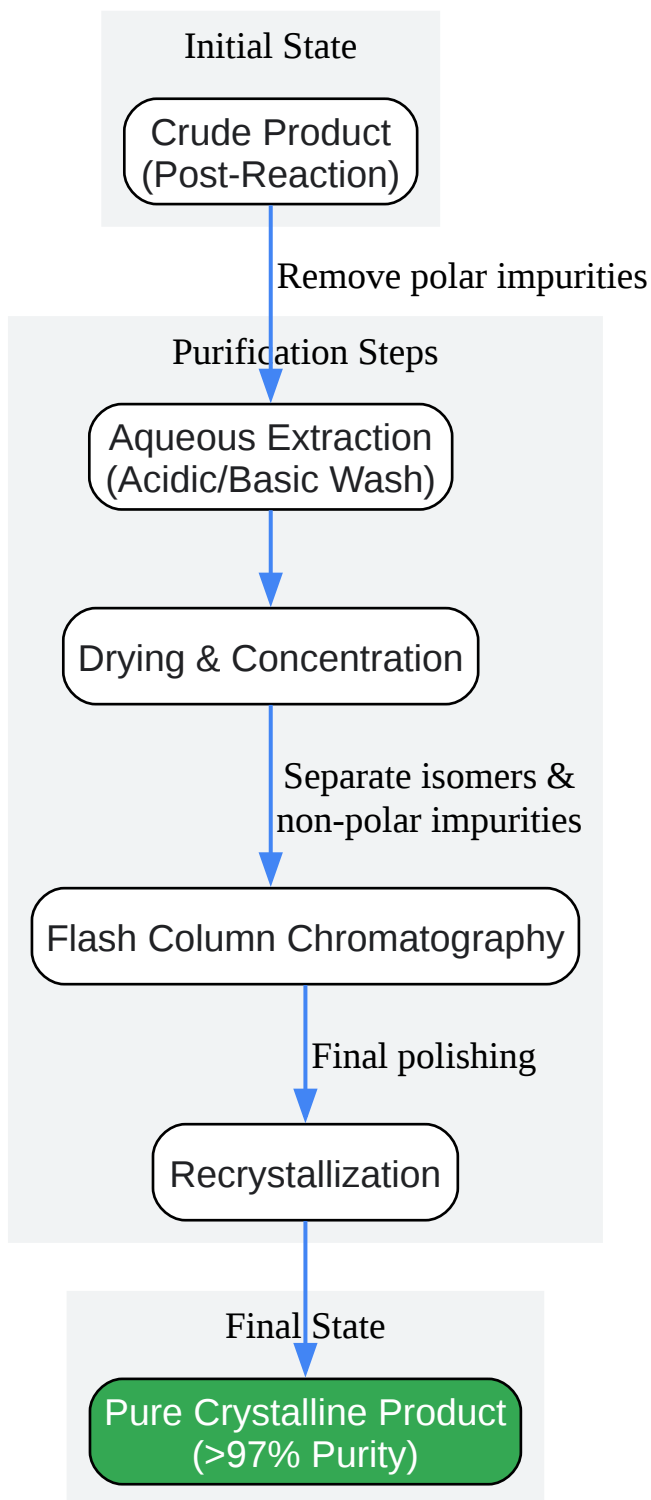 Initial State
Crude Product
(Post-Reaction)
Remove polar impurities
Purification Steps
Aqueous Extraction
(Acidic/Basic Wash)
Drying & Concentration
Separate isomers &
non-polar impurities
Flash Column Chromatography
Final polishing
Recrystallization
Final State
Pure Crystalline Product
(>97% Purity)